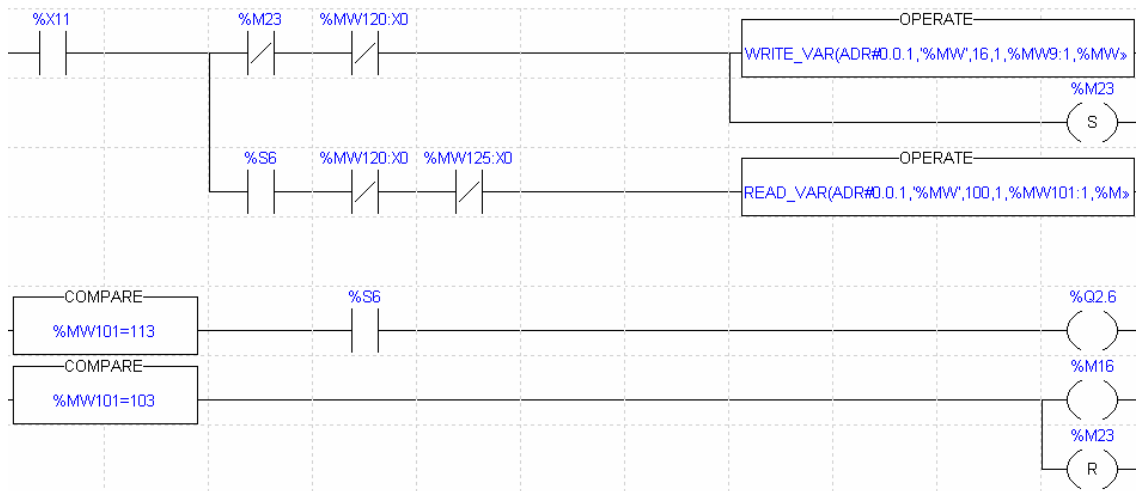 %X11 %M23 %MW120:X0 OPERATE
WRITE_VAR(ADR#0.0.1,'%MW',16,1,%MW9:1,%MW»
%M23
S
%S6 %MW120:X0 %MW125:X0 OPERATE
READ_VAR(ADR#0.0.1,'%MW',100,1,%MW101:1,%M»
COMPARE %S6 %Q2.6
%MW101=113
COMPARE %M16
%MW101=103
%M23
R